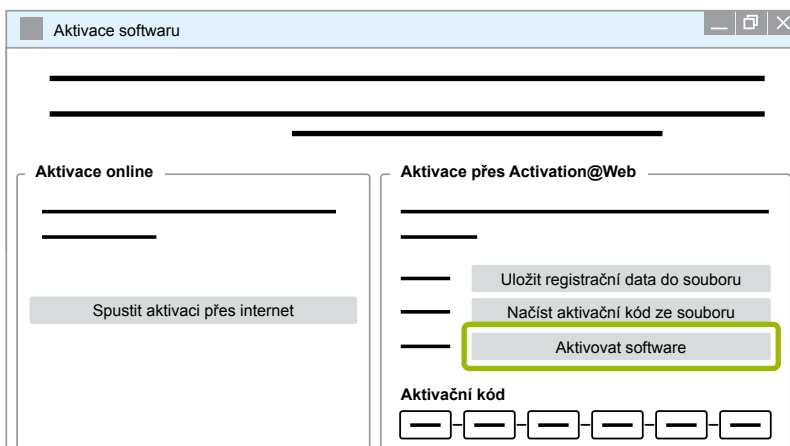 Aktivace softwaru
Aktivace online
Spustit aktivaci přes internet
Aktivace přes Activation@Web
Uložit registrační data do souboru
Načíst aktivační kód ze souboru
Aktivovat software
Aktivační kód